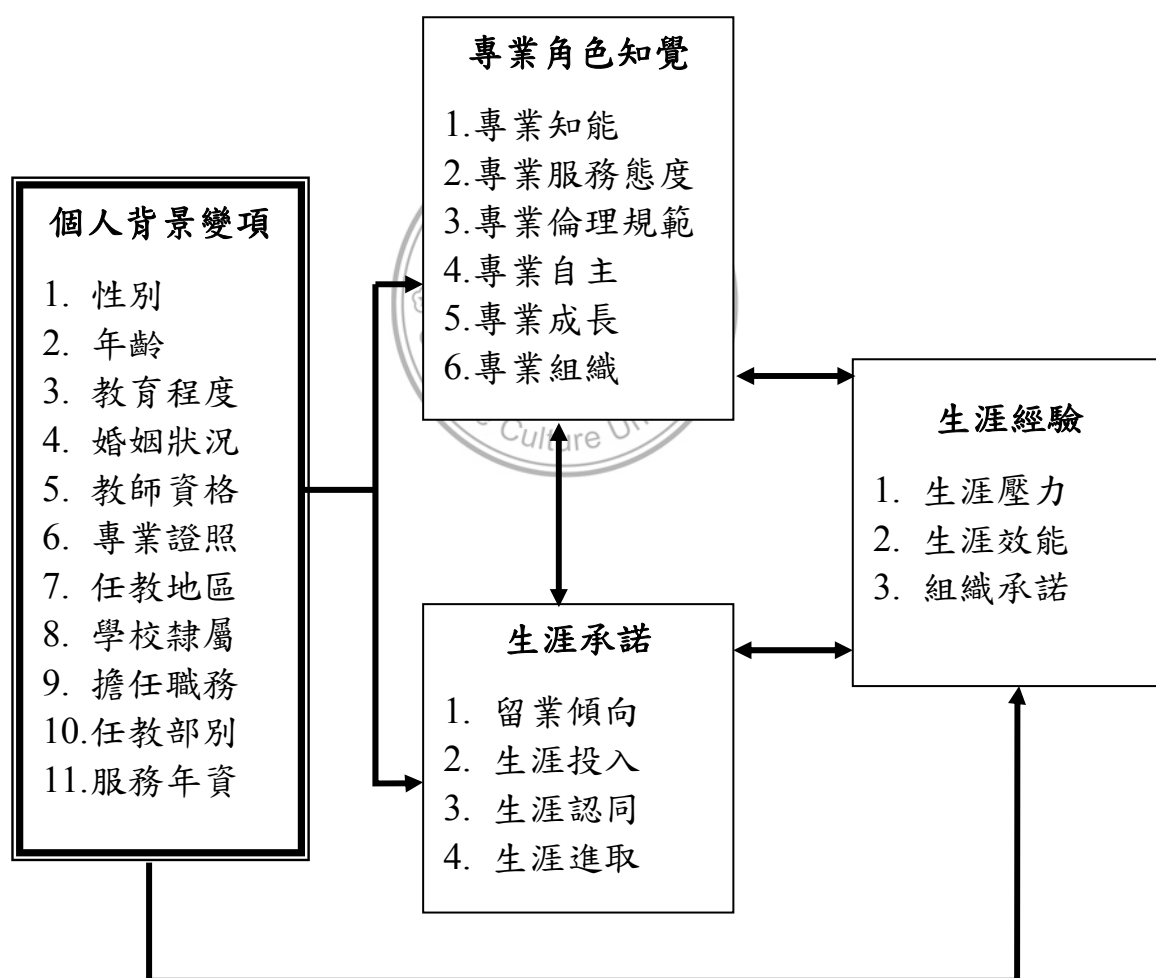 專業角色知覺
1.專業知能
2.專業服務態度
3.專業倫理規範
4.專業自主
5.專業成長
6.專業組織
個人背景變項
1. 性別
2. 年齡
3. 教育程度
4. 婚姻狀況
5. 教師資格
6. 專業證照
7. 任教地區
8. 學校隸屬
9. 擔任職務
10.任教部別
11.服務年資
Culture Un
生涯經驗
1. 生涯壓力
2. 生涯效能
3. 組織承諾
生涯承諾
1. 留業傾向
2. 生涯投入
3. 生涯認同
4. 生涯進取